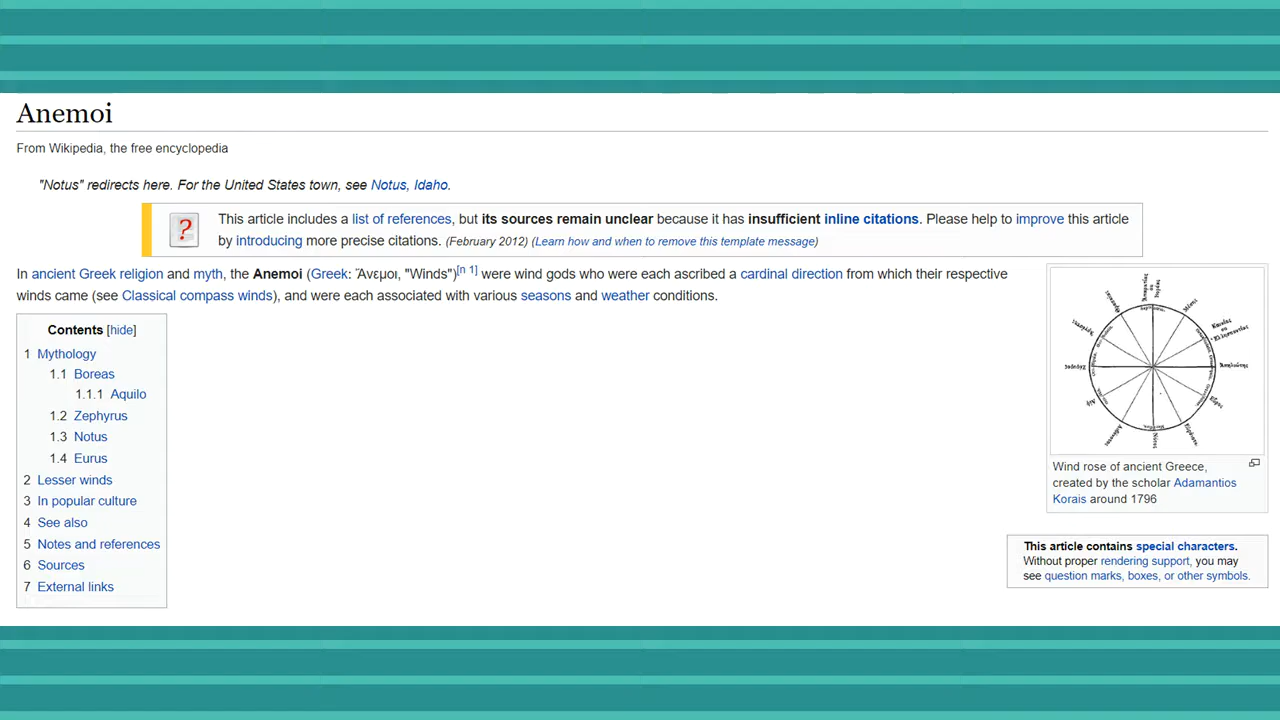 Anemoi
From Wikipedia, the free encyclopedia
"Notus" redirects here. For the United States town, see Notus, Idaho.
?
This article includes a list of references, but its sources remain unclear because it has insufficient inline citations. Please help to improve this article
by introducing more precise citations. (February 2012) (Learn how and when to remove this template message)
In ancient Greek religion and myth, the Anemoi (Greek: Ἄνεμοι, "Winds")[n 1] were wind gods who were each ascribed a cardinal direction from which their respective
winds came (see Classical compass winds), and were each associated with various seasons and weather conditions.
Contents [hide]
1 Mythology
1.1 Boreas
1.1.1 Aquilo
1.2 Zephyrus
1.3 Notus
1.4 Eurus
2 Lesser winds
3 In popular culture
4 See also
5 Notes and references
6 Sources
7 External links
Wind rose of ancient Greece,
created by the scholar Adamantios
Korais around 1796
This article contains special characters.
Without proper rendering support, you may
see question marks, boxes, or other symbols.